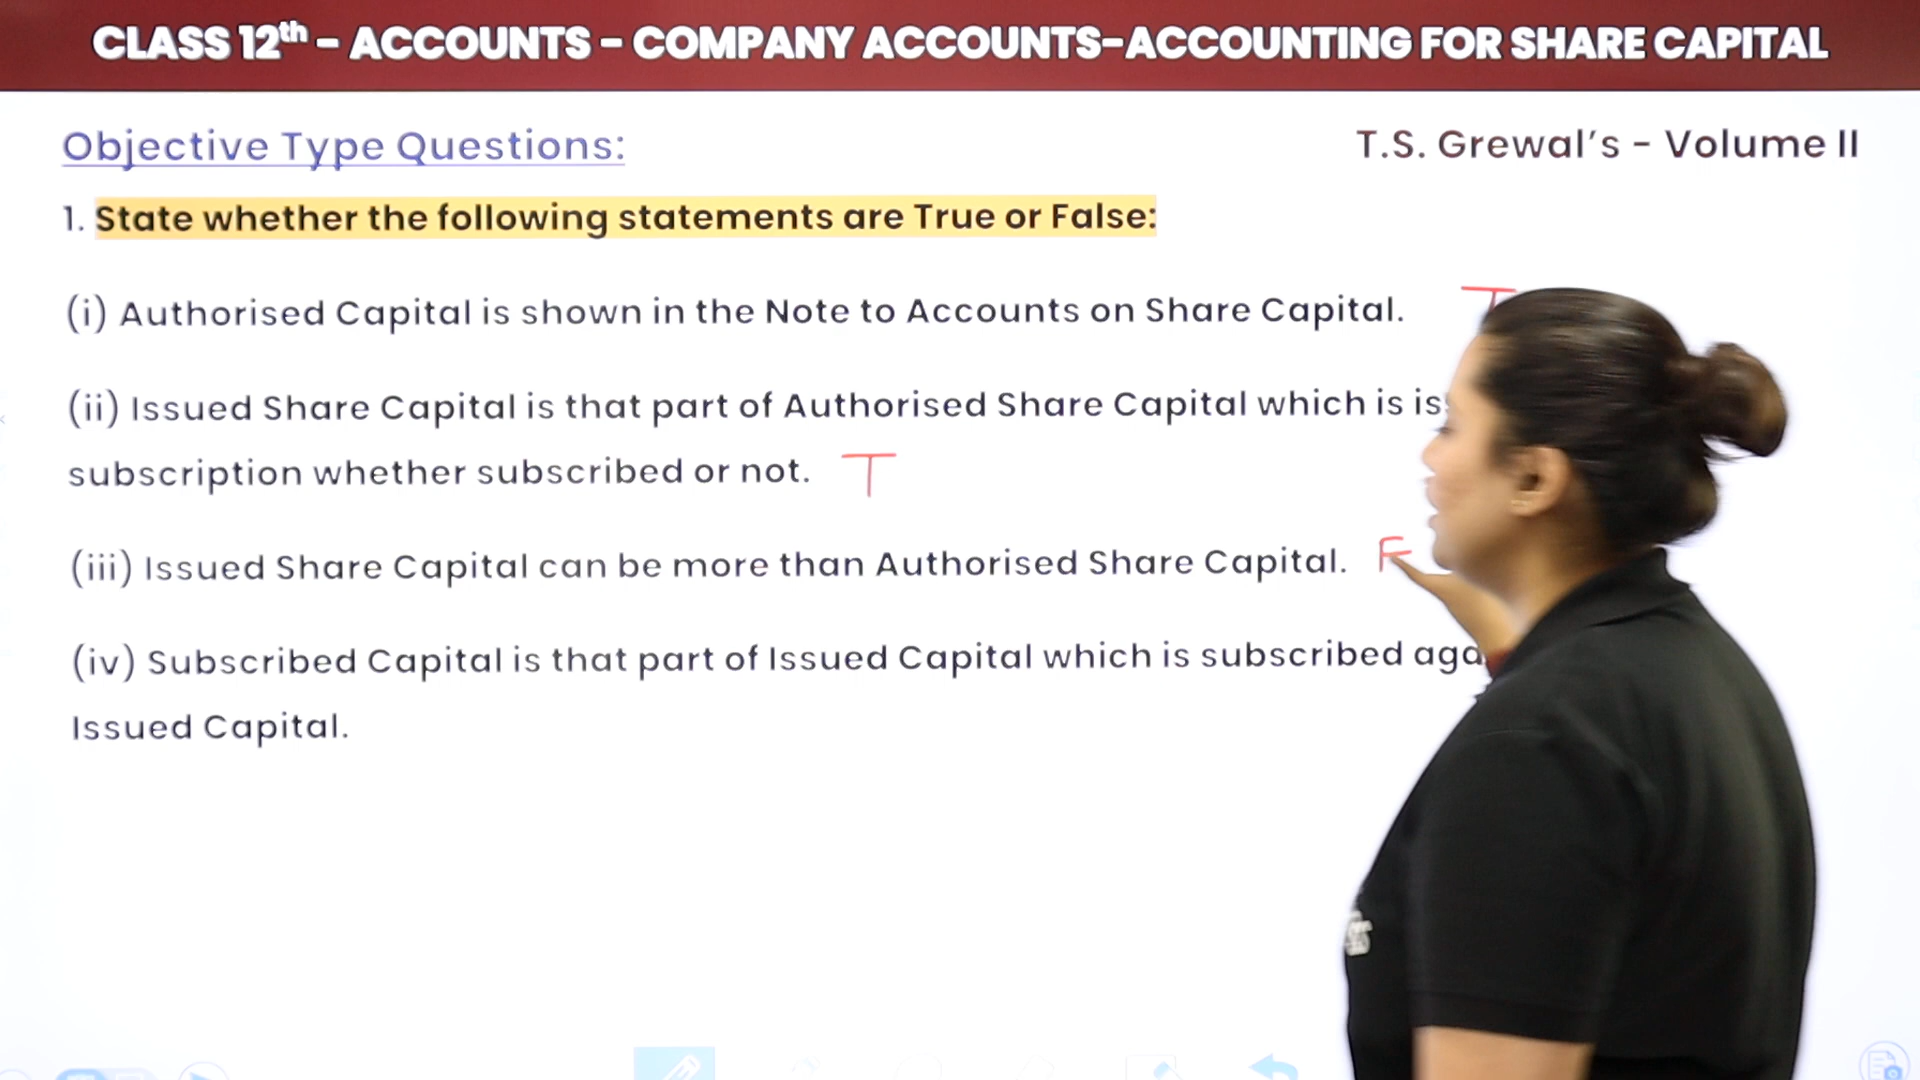 CLASS 12th - ACCOUNTS - COMPANY ACCOUNTS-ACCOUNTING FOR SHARE CAPITAL
Objective Type Questions:
T.S. Grewal's - Volume II
1. State whether the following statements are True or False:
(i) Authorised Capital is shown in the Note to Accounts on Share Capital. T
(ii) Issued Share Capital is that part of Authorised Share Capital which is
subscription whether subscribed or not. T
(iii) Issued Share Capital can be more than Authorised Share Capital. F
(iv) Subscribed Capital is that part of Issued Capital which is subscribed
Issued Capital.